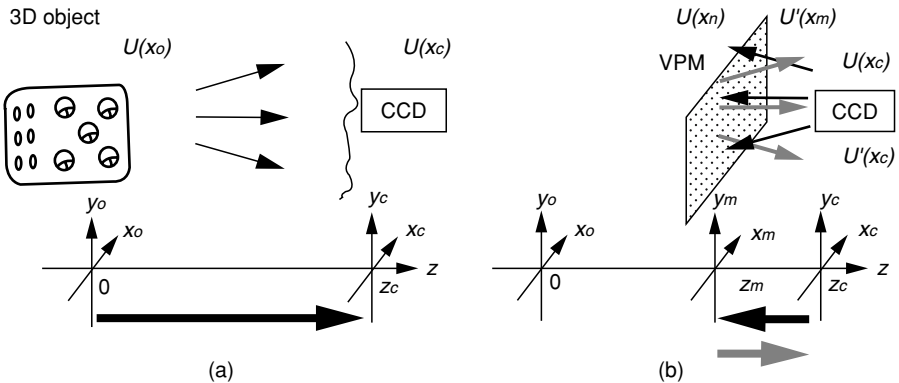 3D object
U(xo)
U(xc)
CCD
yo
xo
yc
xc
z
0
zc
(a)
U(xn)
U'(xm)
VPM
U(xc)
CCD
U'(xc)
yo
xo
ym
xm
yc
xc
z
0
zm
zc
(b)